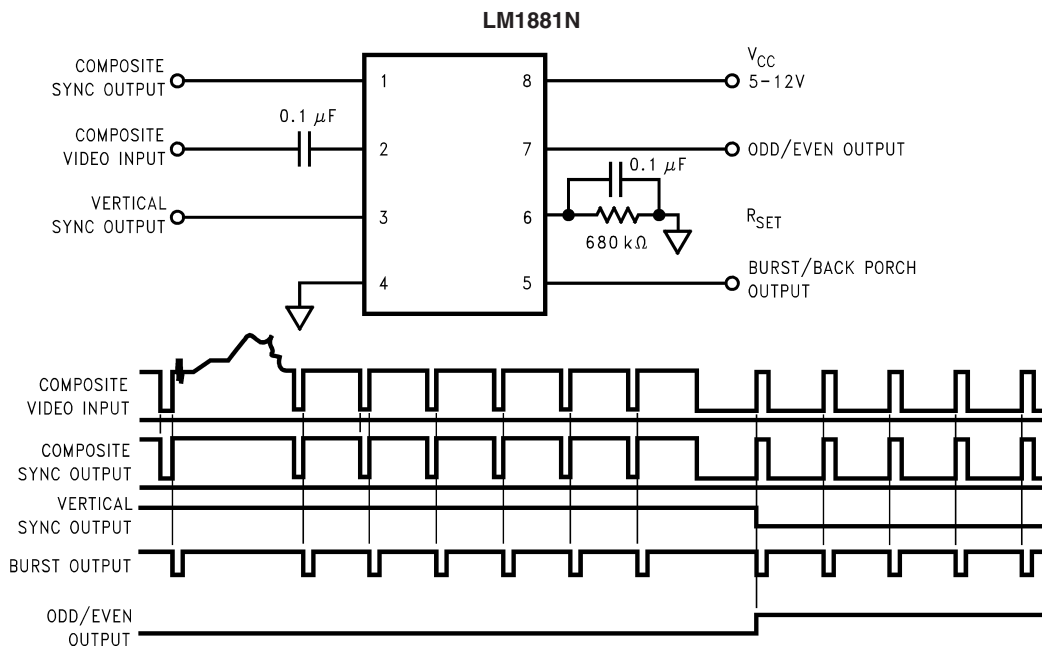 LM1881N
COMPOSITE
SYNC OUTPUT
1
8
V_CC
5-12V
COMPOSITE
VIDEO INPUT
0.1 μF
2
7
ODD/EVEN OUTPUT
VERTICAL
SYNC OUTPUT
3
6
0.1 μF
680 kΩ
R_SET
4
5
BURST/BACK PORCH
OUTPUT
COMPOSITE
VIDEO INPUT
COMPOSITE
SYNC OUTPUT
VERTICAL
SYNC OUTPUT
BURST OUTPUT
ODD/EVEN
OUTPUT